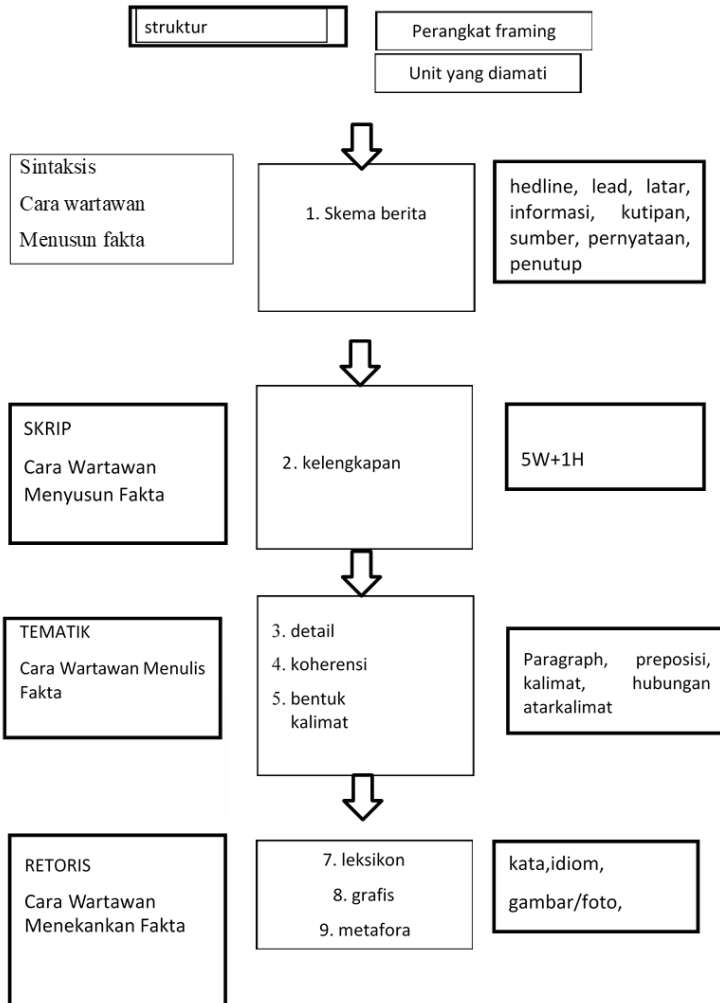 struktur
Perangkat framing
Unit yang diamati
Sintaksis
Cara wartawan
Menusun fakta
1. Skema berita
hedline, lead, latar,
informasi, kutipan,
sumber, pernyataan,
penutup
SKRIP
Cara Wartawan
Menyusun Fakta
2. kelengkapan
5W+1H
TEMATIK
Cara Wartawan Menulis
Fakta
3. detail
4. koherensi
5. bentuk
kalimat
Paragraph, preposisi,
kalimat, hubungan
atarkalimat
RETORIS
Cara Wartawan
Menekankan Fakta
7. leksikon
8. grafis
9. metafora
kata,idiom,
gambar/foto,